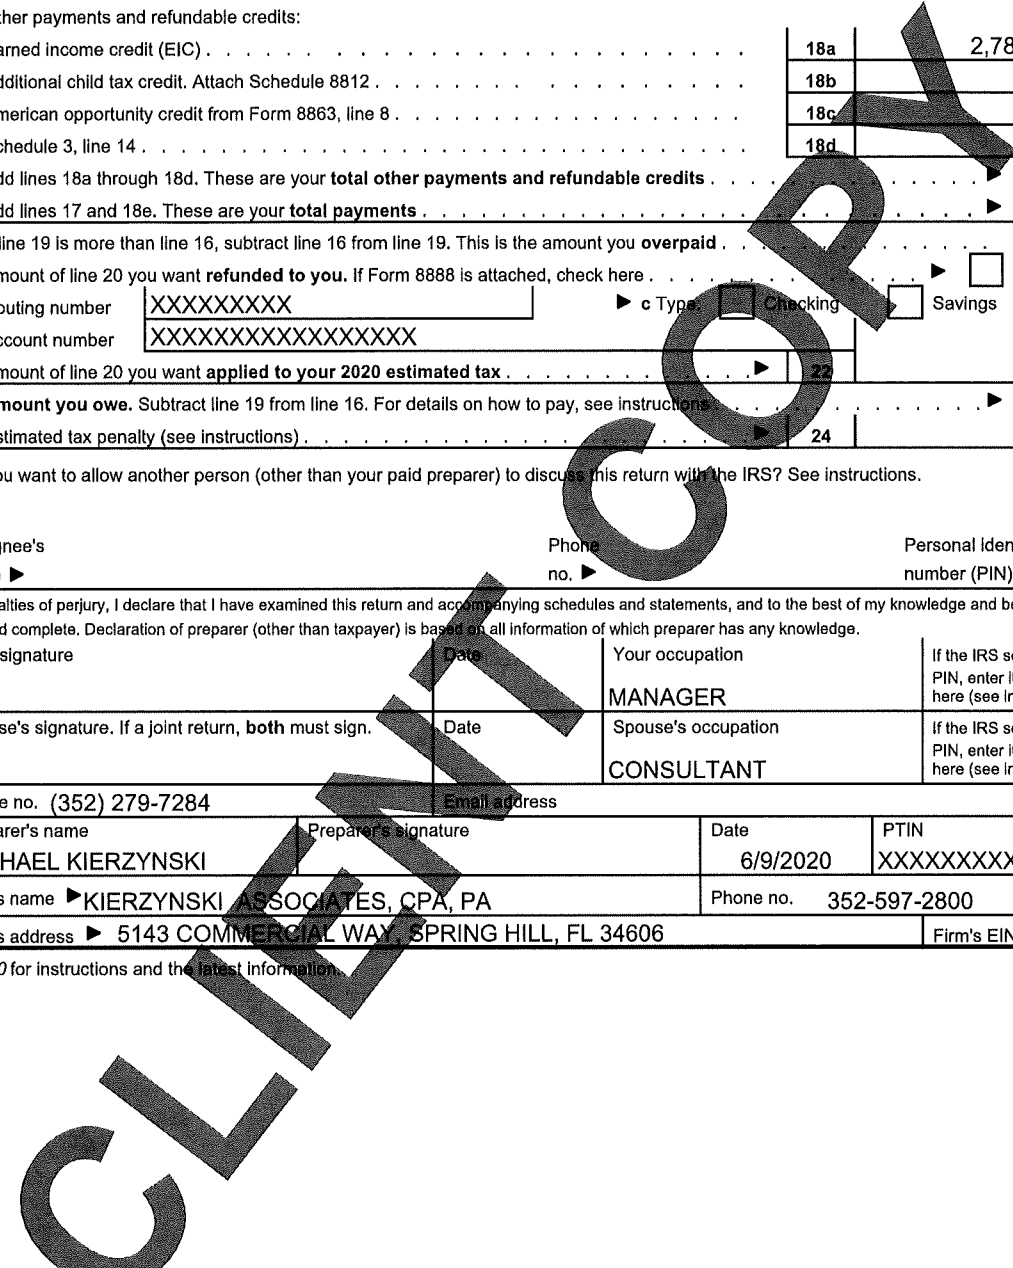 ther payments and refundable credits:
arned income credit (EIC) . . . . . . . . . . . . . . . . . . . . 18a 2,78
dditional child tax credit. Attach Schedule 8812 . . . . . . . . . . . . . . 18b
merican opportunity credit from Form 8863, line 8 . . . . . . . . . . . . . 18c
chedule 3, line 14 . . . . . . . . . . . . . . . . . . . . . . 18d
dd lines 18a through 18d. These are your total other payments and refundable credits . . . . . . . . . . . ▶
dd lines 17 and 18e. These are your total payments . . . . . . . . . . . . . . . . . . . . . ▶
line 19 is more than line 16, subtract line 16 from line 19. This is the amount you overpaid . . . . . . . . . .
mount of line 20 you want refunded to you. If Form 8888 is attached, check here . . . . . . . . . . ▶
outing number XXXXXXXXX ▶ c Type: Checking Savings
ccount number XXXXXXXXXXXXXXXX
mount of line 20 you want applied to your 2020 estimated tax . . . . . . . . . ▶ 22
mount you owe. Subtract line 19 from line 16. For details on how to pay, see instructions . . . . . . . . . . ▶
stimated tax penalty (see instructions) . . . . . . . . . . . . . . . . ▶ 24
ou want to allow another person (other than your paid preparer) to discuss this return with the IRS? See instructions.
gnee's Phone Personal iden
▶ no. ▶ number (PIN)
alties of perjury, I declare that I have examined this return and accompanying schedules and statements, and to the best of my knowledge and be
d complete. Declaration of preparer (other than taxpayer) is based on all information of which preparer has any knowledge.
signature Date Your occupation If the IRS se
PIN, enter i
MANAGER here (see in
se's signature. If a joint return, both must sign. Date Spouse's occupation If the IRS se
PIN, enter i
CONSULTANT here (see in
e no. (352) 279-7284 Email address
arer's name Preparer's signature Date PTIN
HAEL KIERZYNSKI 6/9/2020 XXXXXXXXX
s name ▶ KIERZYNSKI ASSOCIATES, CPA, PA Phone no. 352-597-2800
s address ▶ 5143 COMMERCIAL WAY, SPRING HILL, FL 34606 Firm's EIN
0 for instructions and the latest information.
CLIENT COPY